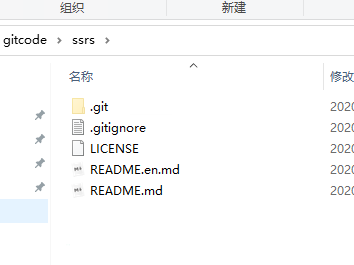 组织 新建
gitcode > ssrs >
名称 修改
.git 2020
.gitignore 2020
LICENSE 2020
README.en.md 2020
README.md 2020